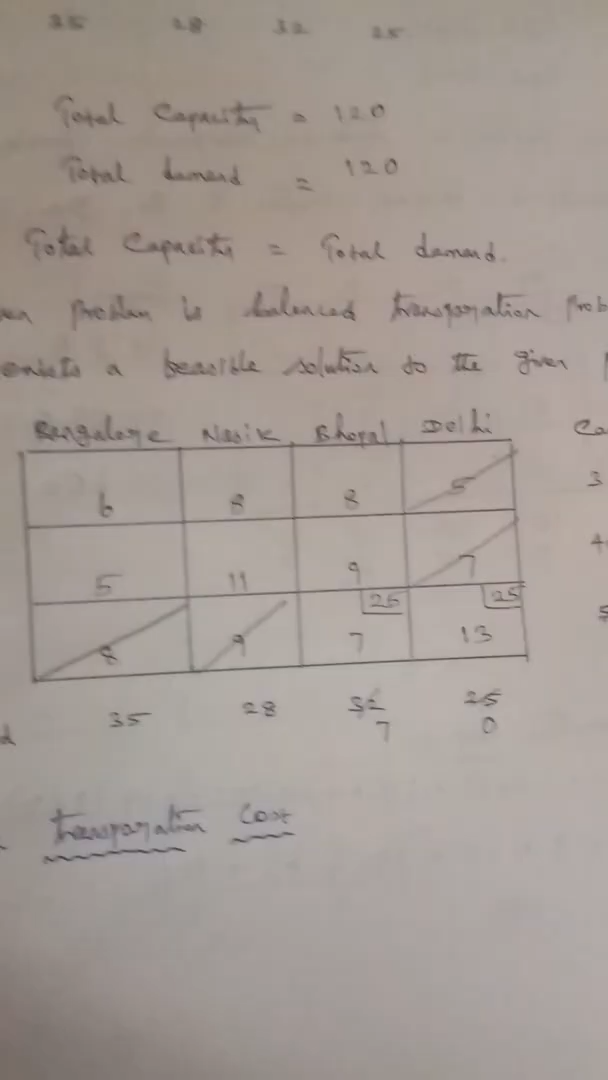 35 28 32 25
Total Capacity = 120
Total demand = 120
Total Capacity = Total demand.
problem is balanced transportation
a feasible solution to the given
Bangalore Nasik Bhopal Delhi
6 8 8 5
3
5 11 9 7
25 25
8 9 7 13
35 28 32 25
7 0
transportation Cost